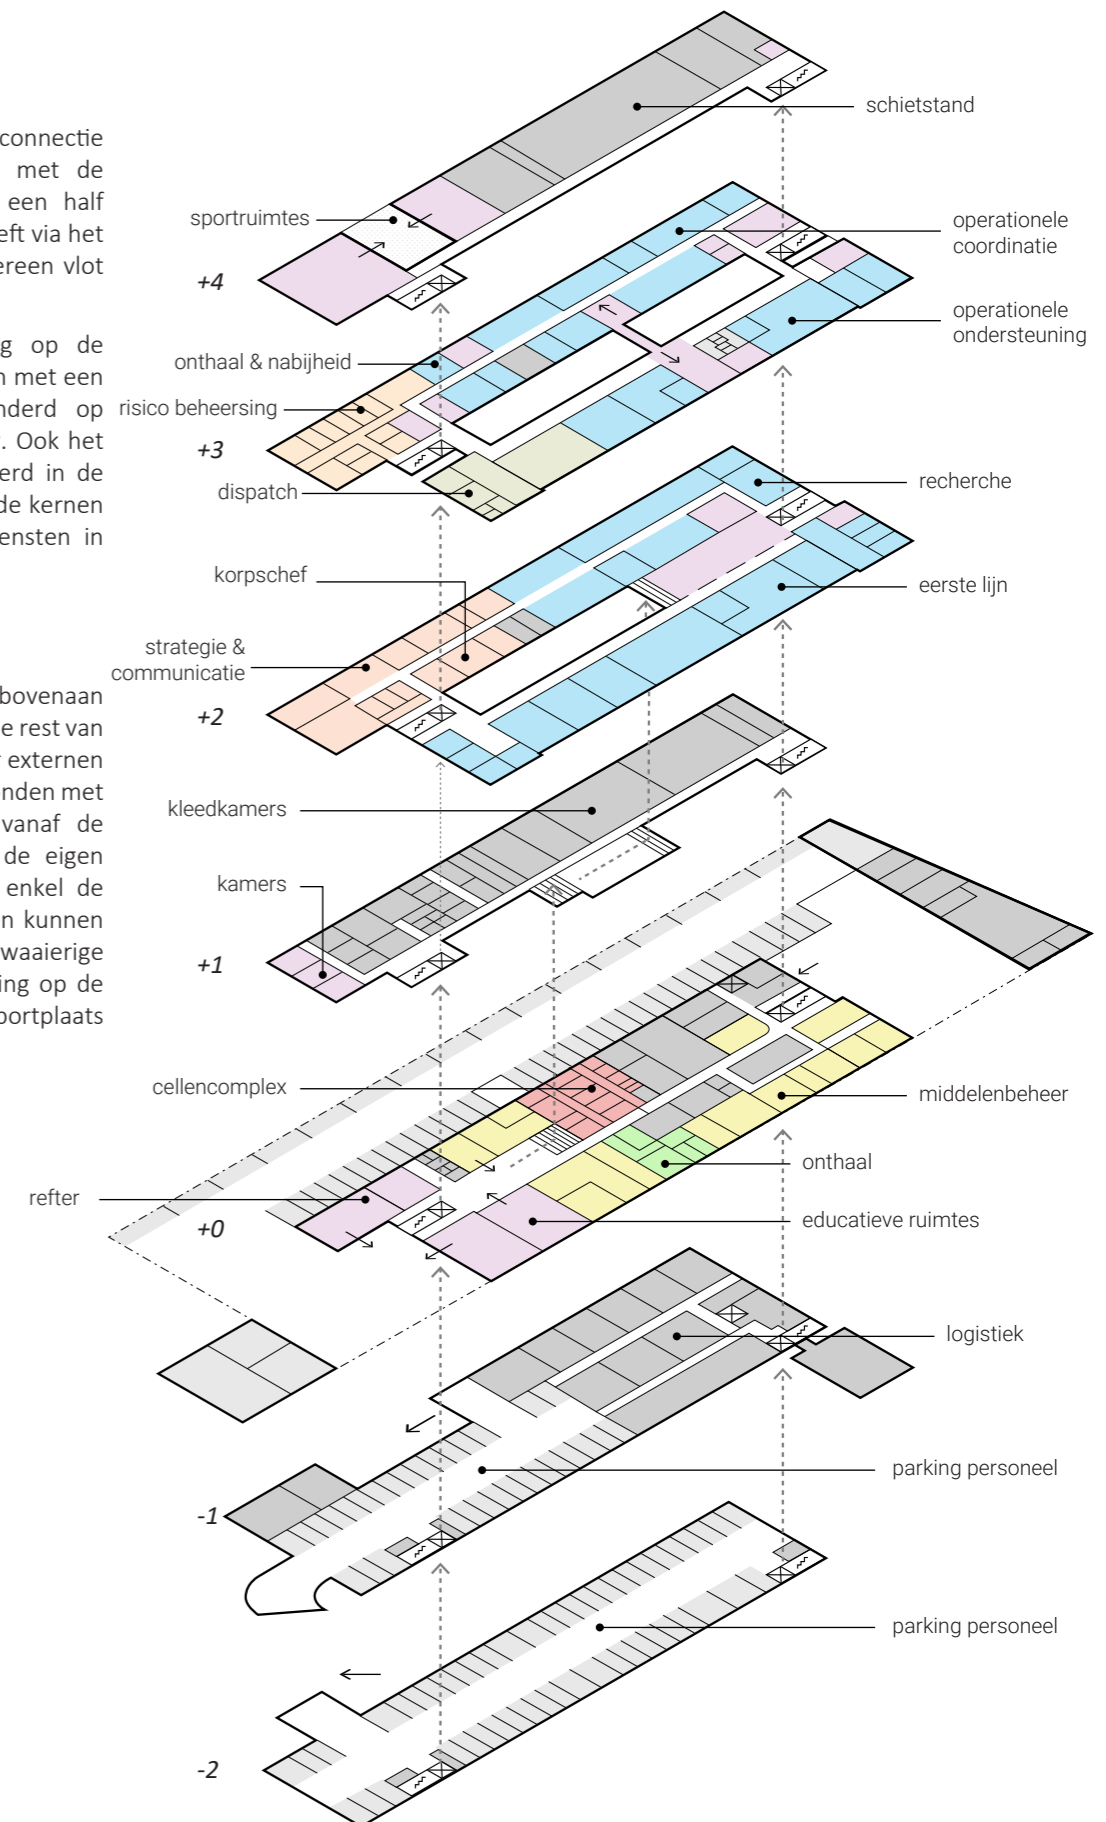 connectie
met de
een half
eft via het
ereen vlot
g op de
n met een
nderd op
. Ook het
erd in de
de kernen
ensten in
bovenaan
e rest van
r externen
onden met
vanaf de
de eigen
enkel de
n kunnen
waaierige
ing op de
portplaats
schietstand
sportruimtes
+4
operationele
coordinatie
operationele
ondersteuning
onthaal & nabijheid
risico beheersing
+3
dispatch
recherche
korpschef
eerste lijn
strategie &
communicatie
+2
kleedkamers
kamers
+1
cellencomplex
middelenbeheer
onthaal
refter
educatieve ruimtes
+0
logistiek
parking personeel
-1
parking personeel
-2